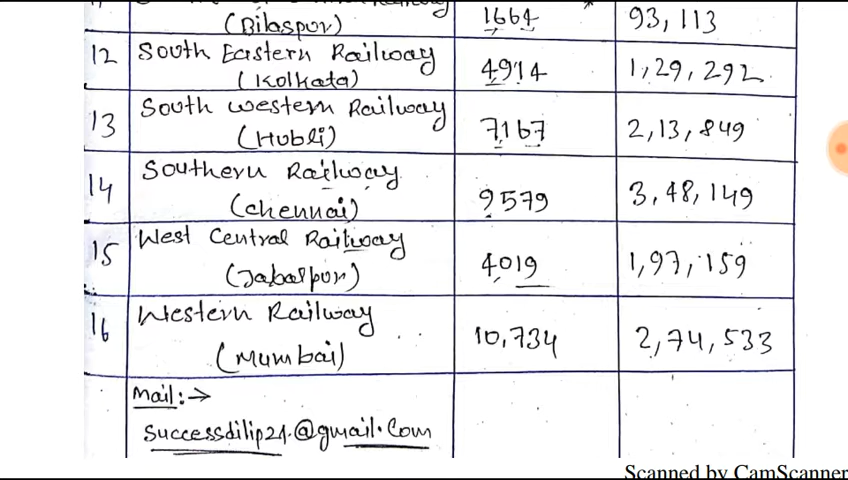 (Bilaspur) 1664 93,113
12 South Eastern Railway
(Kolkata) 4914 1,29,292
13 South western Railway
(Hubli) 7167 2,13,849
14 Southern Railway
(Chennai) 9579 3,48,149
15 West Central Railway
(Jabalpur) 4019 1,97,159
16 Western Railway
(Mumbai) 10,734 2,74,533
Mail:→
successdilip21.@gmail.com
Scanned by CamScanner